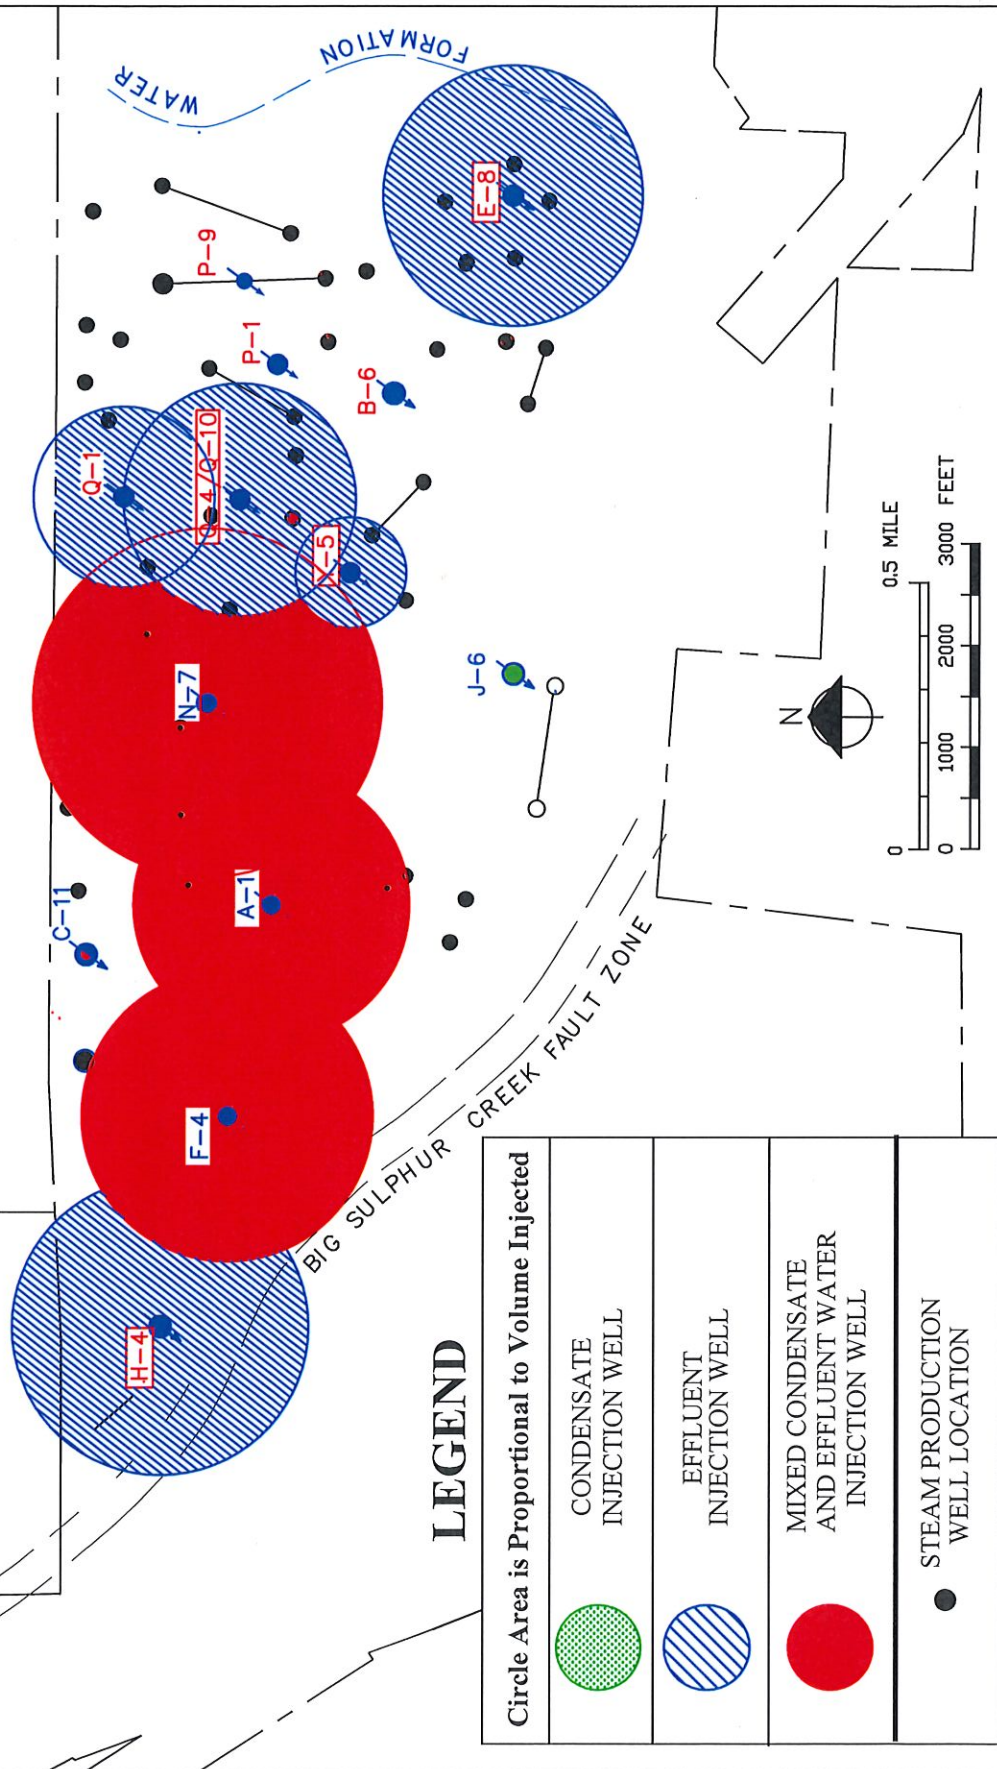 WATER
FORMATION
P-9
E-8
P-1
B-6
Q-1
Q-4/Q-10
-5
N-7
J-6
A-1
C-11
F-4
H-4
BIG SULPHUR CREEK FAULT ZONE
N
0 0.5 MILE
0 1000 2000 3000 FEET
LEGEND
Circle Area is Proportional to Volume Injected
CONDENSATE
INJECTION WELL
EFFLUENT
INJECTION WELL
MIXED CONDENSATE
AND EFFLUENT WATER
INJECTION WELL
STEAM PRODUCTION
WELL LOCATION